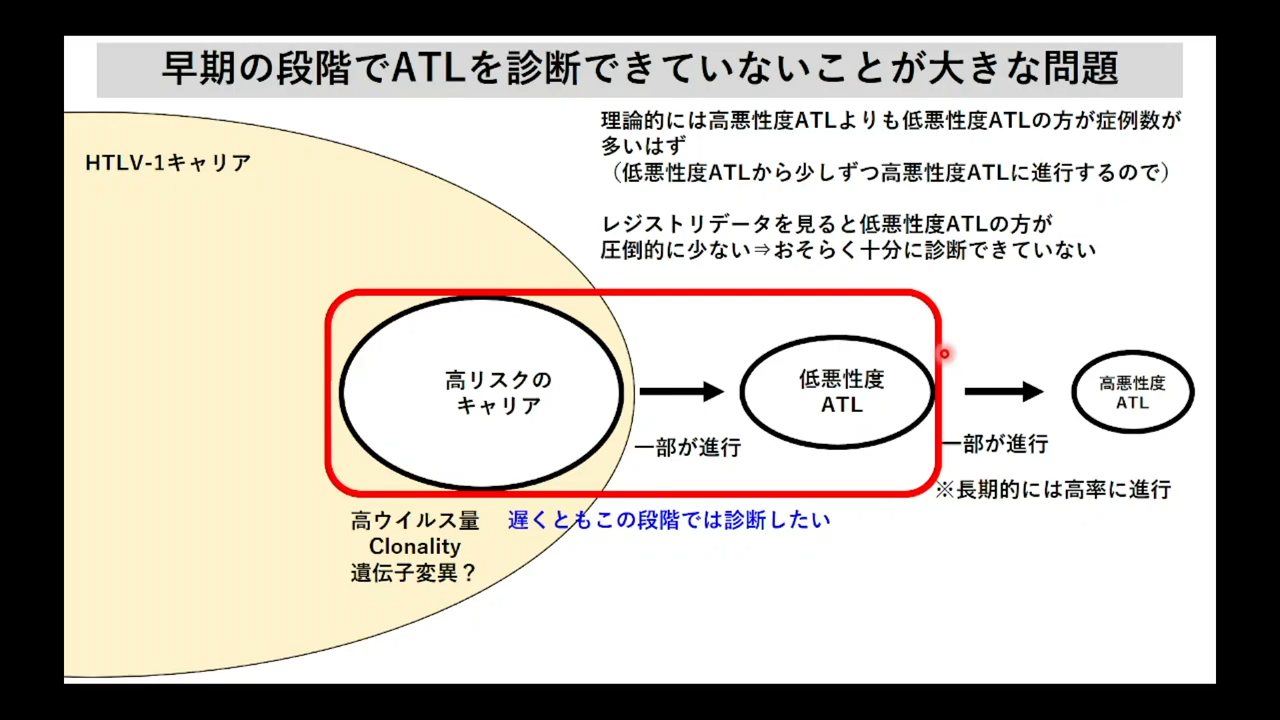 早期の段階でATLを診断できていないことが大きな問題
HTLV-1キャリア
理論的には高悪性度ATLよりも低悪性度ATLの方が症例数が
多いはず
（低悪性度ATLから少しずつ高悪性度ATLに進行するので）
レジストリデータを見ると低悪性度ATLの方が
圧倒的に少ない⇒おそらく十分に診断できていない
高リスクの
キャリア
一部が進行
低悪性度
ATL
一部が進行
※長期的には高率に進行
高悪性度
ATL
高ウイルス量
Clonality
遺伝子変異？
遅くともこの段階では診断したい